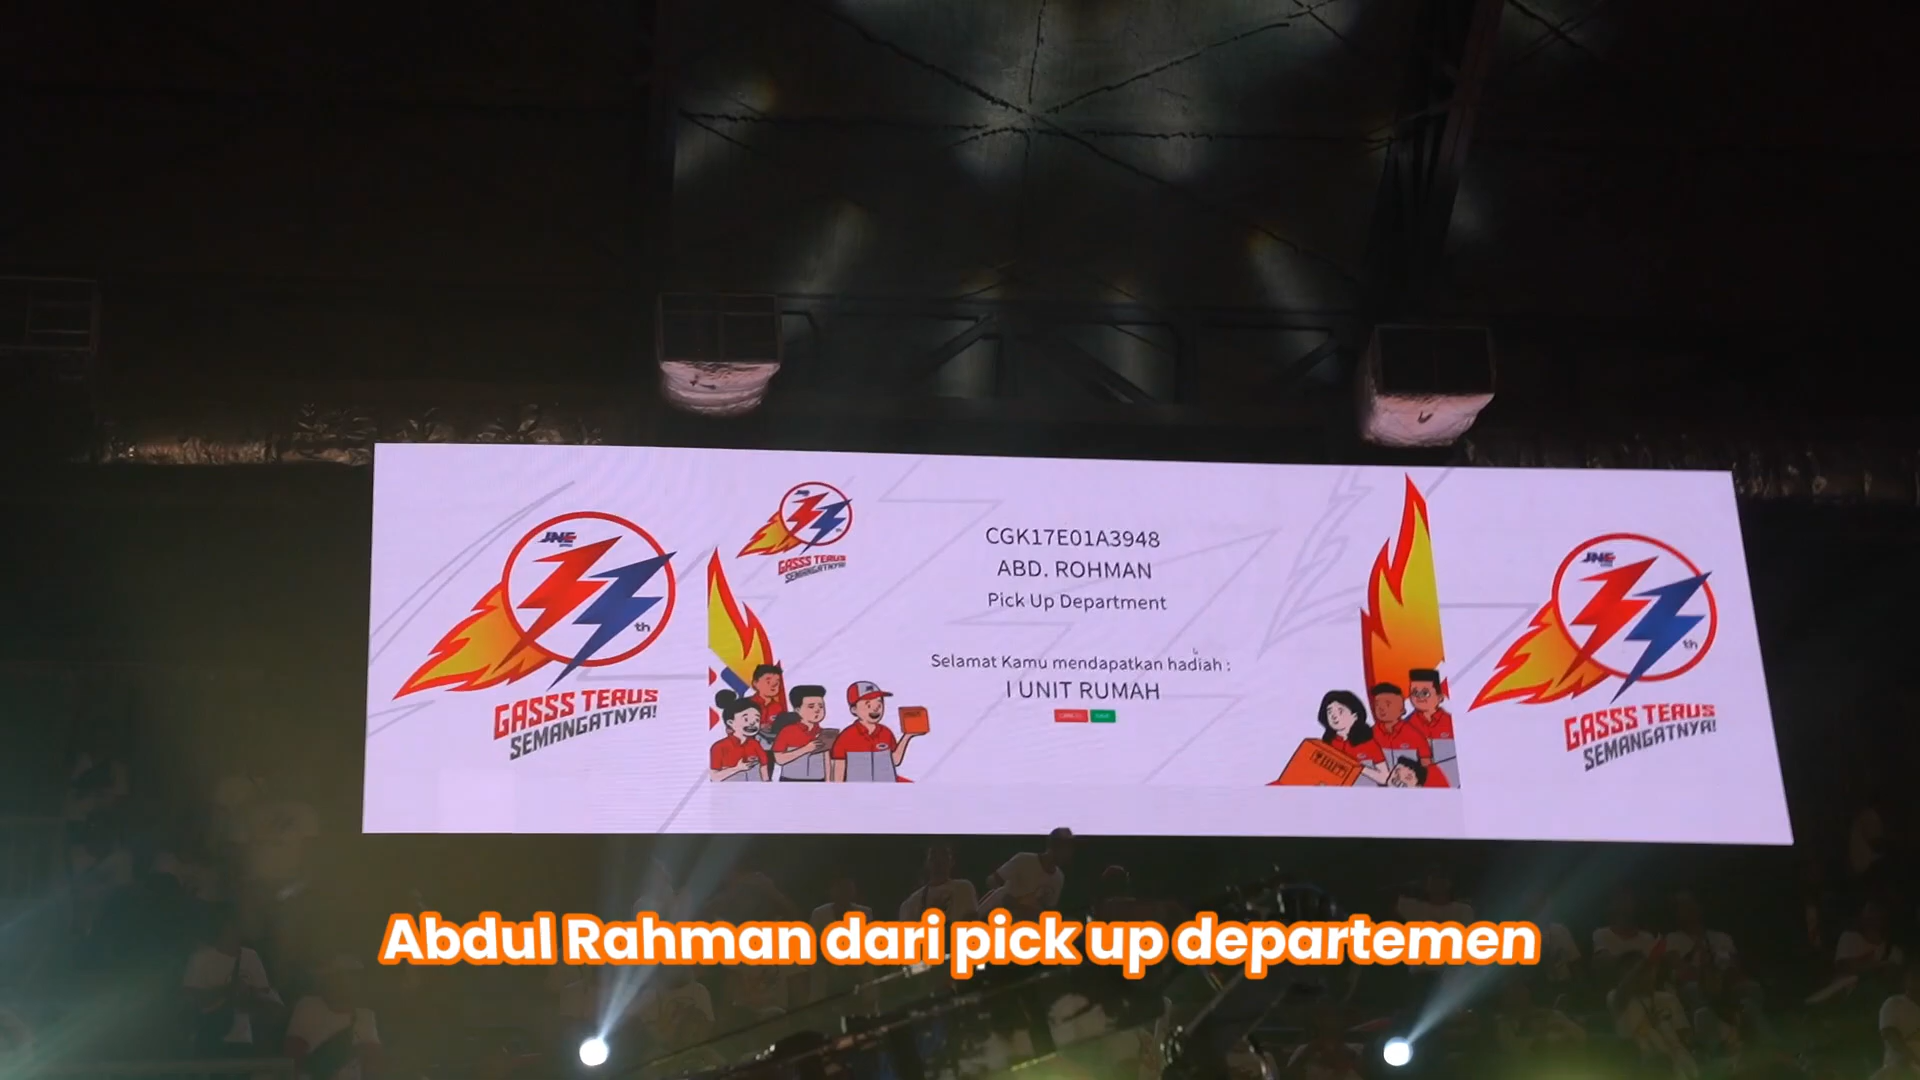 JNE
th
GASSS TERUS
SEMANGATNYA!
GASSS TERUS
SEMANGATNYA!
CGK17E01A3948
ABD. ROHMAN
Pick Up Department
Selamat Kamu mendapatkan hadiah :
1 UNIT RUMAH
JNE
th
GASSS TERUS
SEMANGATNYA!
Abdul Rahman dari pick up departemen